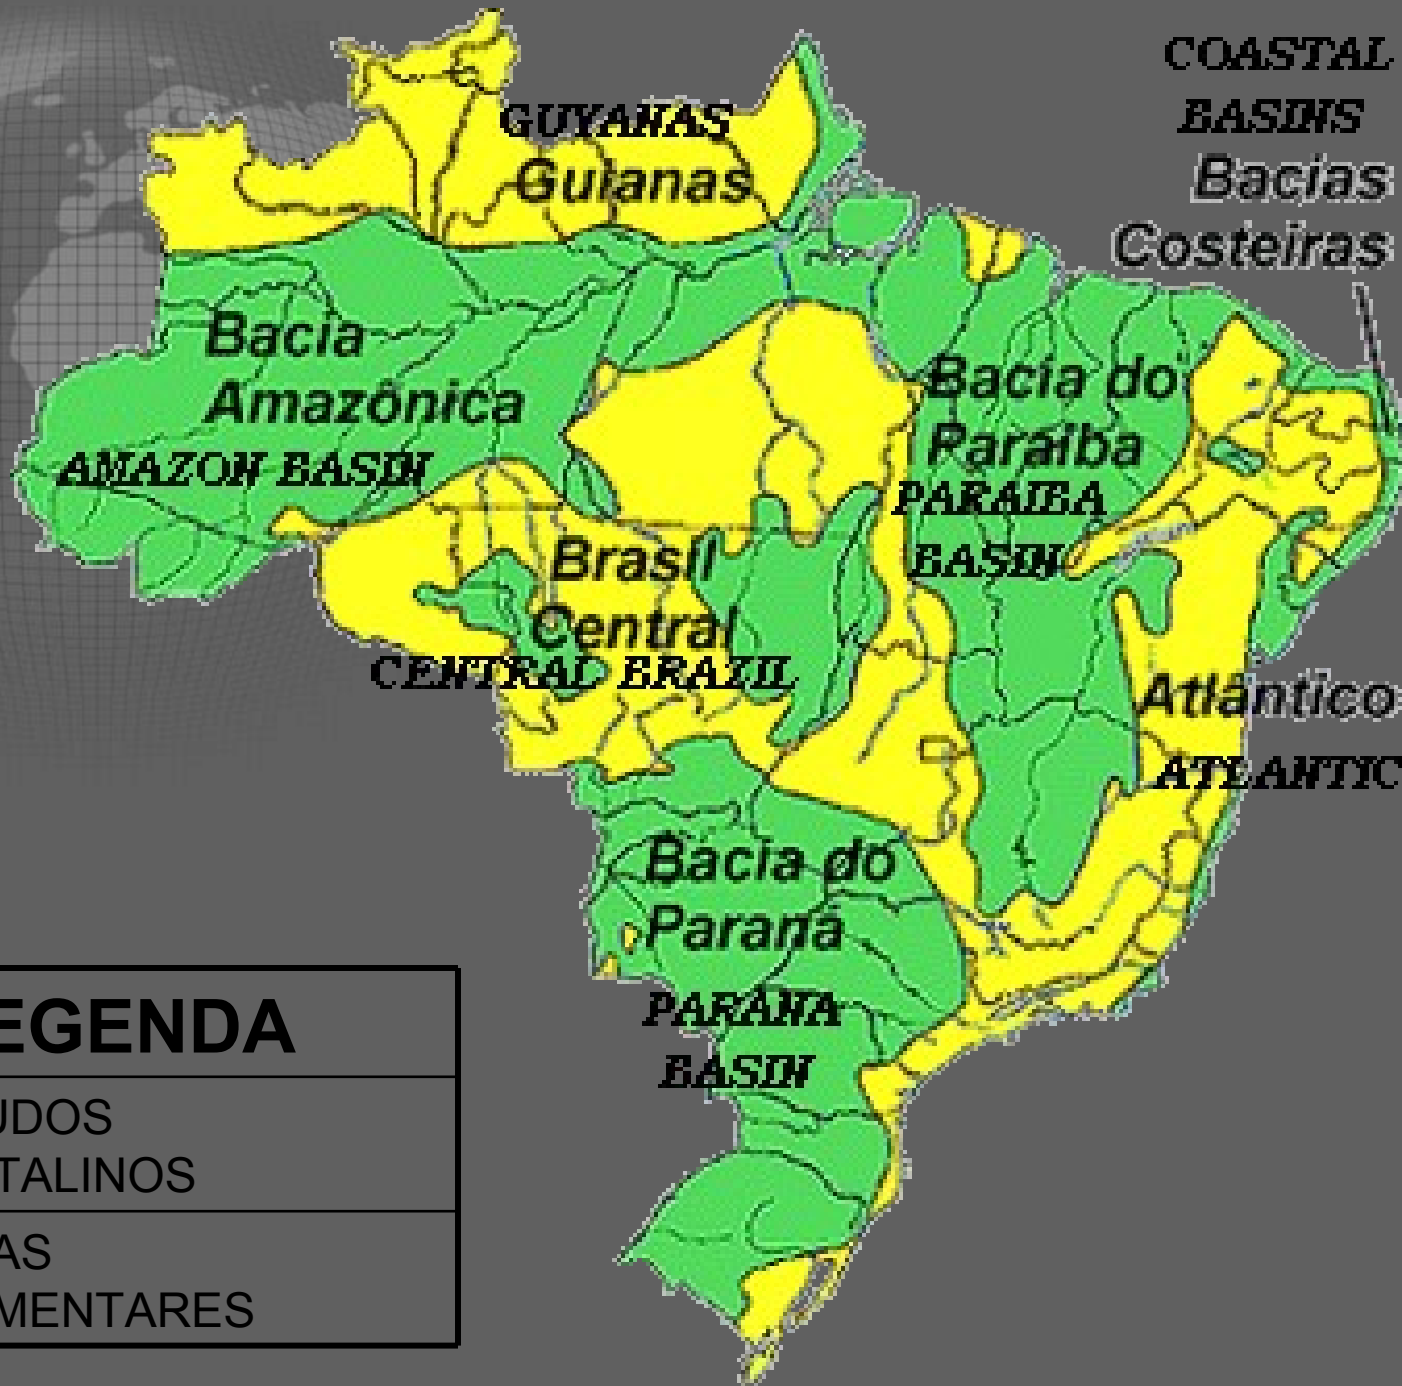 COASTAL
BASINS
Bacias
Costeiras
GUYANAS
Guianas
Bacia
Amazônica
AMAZON BASIN
Bacia do
Paraíba
PARAIBA
BASIN
Brasil
Central
CENTRAL BRAZIL
Atlântico
ATLANTIC
Bacia do
Paraná
PARANA
BASIN
EGENDA
UDOS
TALINOS
AS
MENTARES